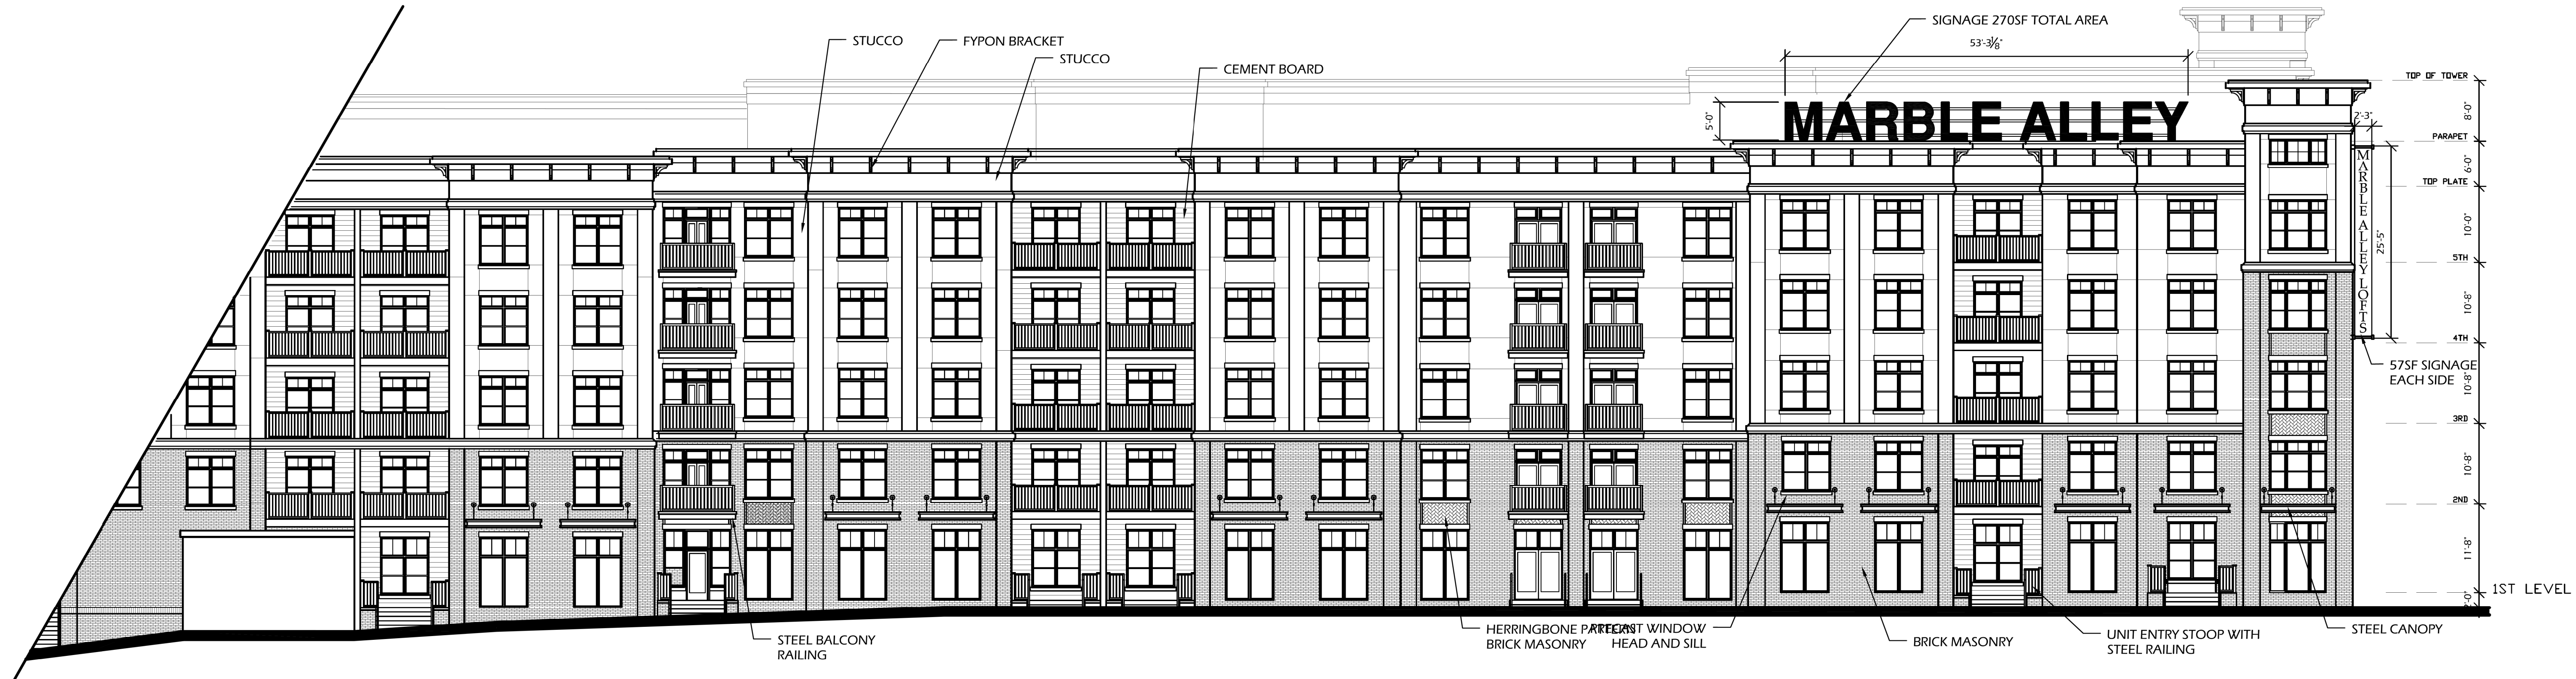 SIGNAGE 270SF TOTAL AREA
53'-3⅛"
STUCCO
FYPON BRACKET
STUCCO
CEMENT BOARD
TOP OF TOWER
8'-0"
5'-0"
MARBLE ALLEY
2'-3"
PARAPET
6'-0"
MARBLE ALLEY LOFTS
TOP PLATE
10'-0"
25'-5"
5TH
10'-8"
4TH
57SF SIGNAGE
EACH SIDE
10'-8"
3RD
10'-8"
2ND
11'-8"
1ST LEVEL
STEEL BALCONY
RAILING
HERRINGBONE PATTERN
BRICK MASONRY
PRECAST WINDOW
HEAD AND SILL
BRICK MASONRY
UNIT ENTRY STOOP WITH
STEEL RAILING
STEEL CANOPY